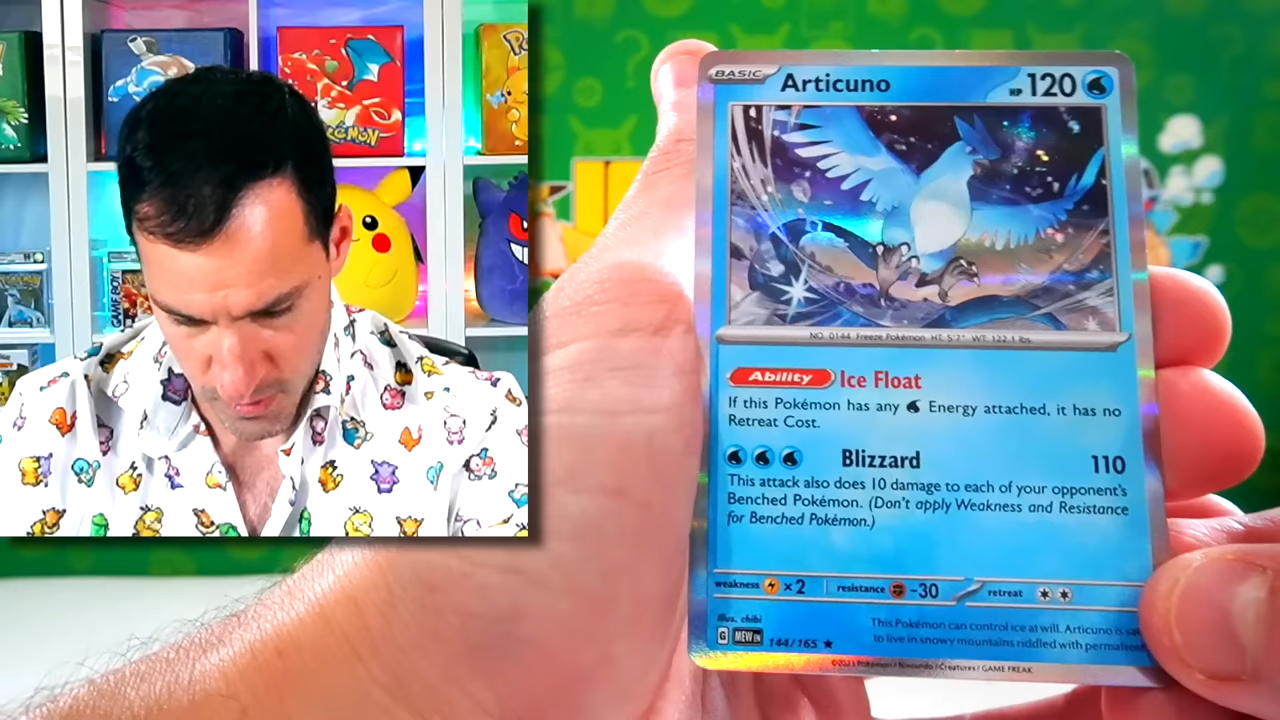 POKÉMON
Po
GAME BOY
BASIC
Articuno
HP 120
NO. 0144 Freeze Pokémon HT: 5'7" WT: 122.1 lbs.
Ability Ice Float
If this Pokémon has any Energy attached, it has no
Retreat Cost.
Blizzard 110
This attack also does 10 damage to each of your opponent's
Benched Pokémon. (Don't apply Weakness and Resistance
for Benched Pokémon.)
weakness ×2 resistance -30 retreat
Illus. chibi
G MEW EN 144/165 ★
This Pokémon can control ice at will. Articuno is
to live in snowy mountains riddled with
©2023 Pokémon / Nintendo / Creatures / GAME FREAK